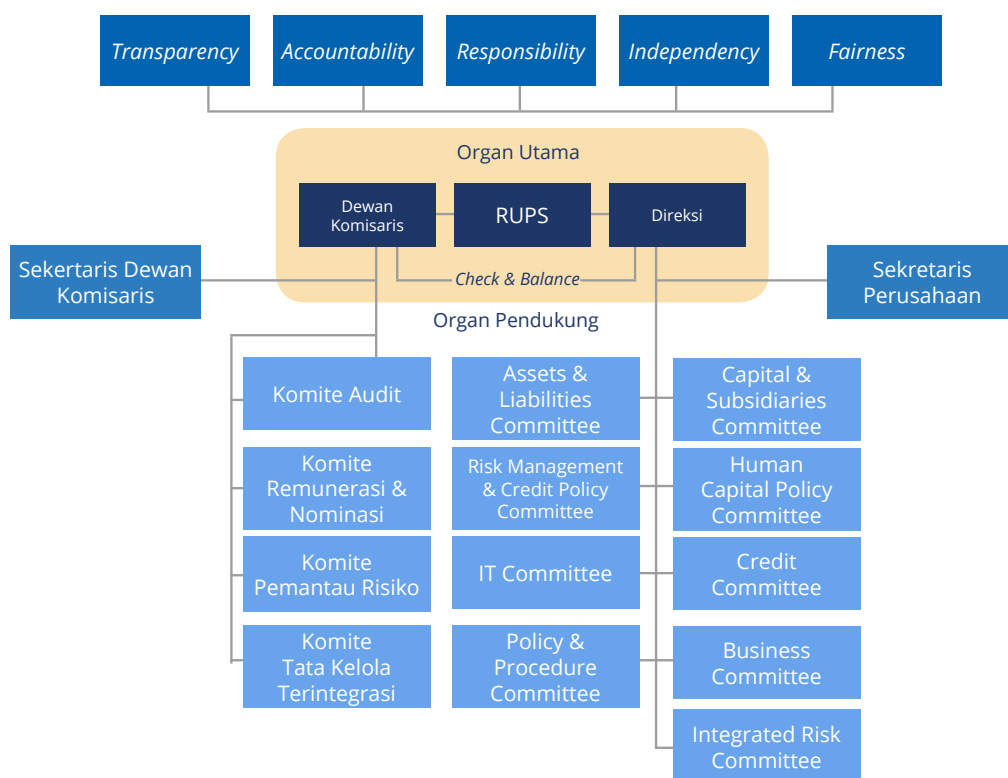 Transparency
Accountability
Responsibility
Independency
Fairness
Organ Utama
Dewan
Komisaris
RUPS
Direksi
Sekertaris Dewan
Komisaris
Check & Balance
Sekretaris
Perusahaan
Organ Pendukung
Komite Audit
Assets &
Liabilities
Committee
Capital &
Subsidiaries
Committee
Komite
Remunerasi &
Nominasi
Risk Management
& Credit Policy
Committee
Human
Capital Policy
Committee
Komite
Pemantau Risiko
IT Committee
Credit
Committee
Komite
Tata Kelola
Terintegrasi
Policy &
Procedure
Committee
Business
Committee
Integrated Risk
Committee